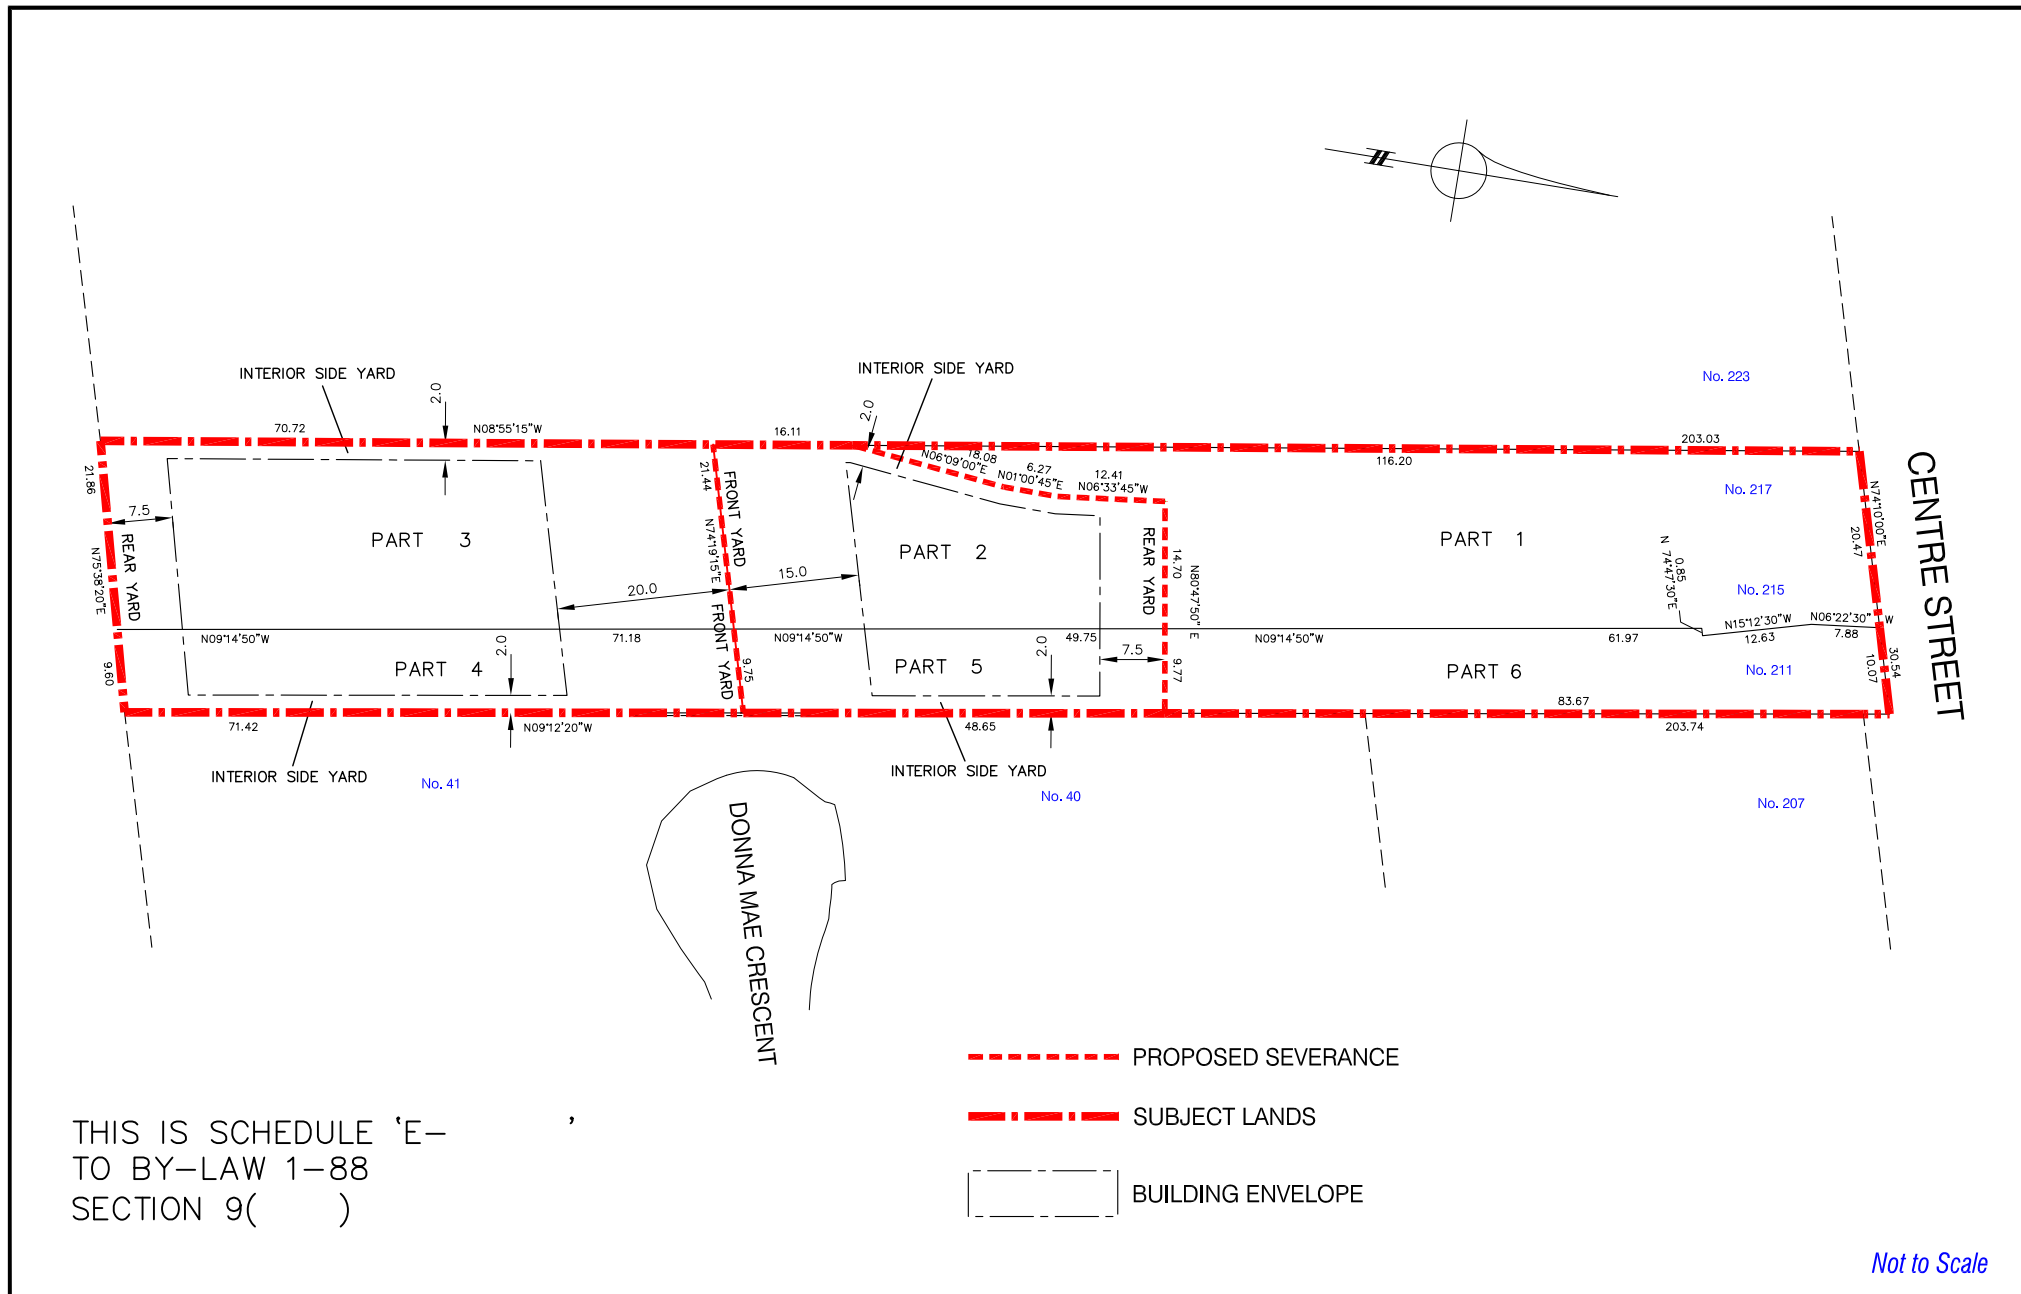 INTERIOR SIDE YARD
INTERIOR SIDE YARD
No. 223
2.0
2.0
70.72
N08°55'15"W
16.11
203.03
116.20
18.08
N06°09'00"E
6.27
N01°00'45"E
12.41
N06°33'45"W
21.86
N75°38'20"E
7.5
REAR YARD
PART 3
21.44
N74°19'15"E
FRONT YARD
FRONT YARD
20.0
15.0
PART 2
REAR YARD
14.70
N80°47'50" E
PART 1
No. 217
N74°10'00"E
20.47
CENTRE STREET
0.85
N 74°47'30"E
No. 215
N15°12'30"W
12.63
N06°22'30" W
7.88
N09°14'50"W
71.18
N09°14'50"W
49.75
N09°14'50"W
61.97
9.60
PART 4
2.0
9.75
PART 5
2.0
7.5
9.77
PART 6
No. 211
10.07
30.54
71.42
N09°12'20"W
48.65
83.67
203.74
INTERIOR SIDE YARD
INTERIOR SIDE YARD
No. 41
No. 40
No. 207
DONNA MAE CRESCENT
PROPOSED SEVERANCE
SUBJECT LANDS
BUILDING ENVELOPE
THIS IS SCHEDULE ‘E– ’
TO BY–LAW 1–88
SECTION 9( )
Not to Scale